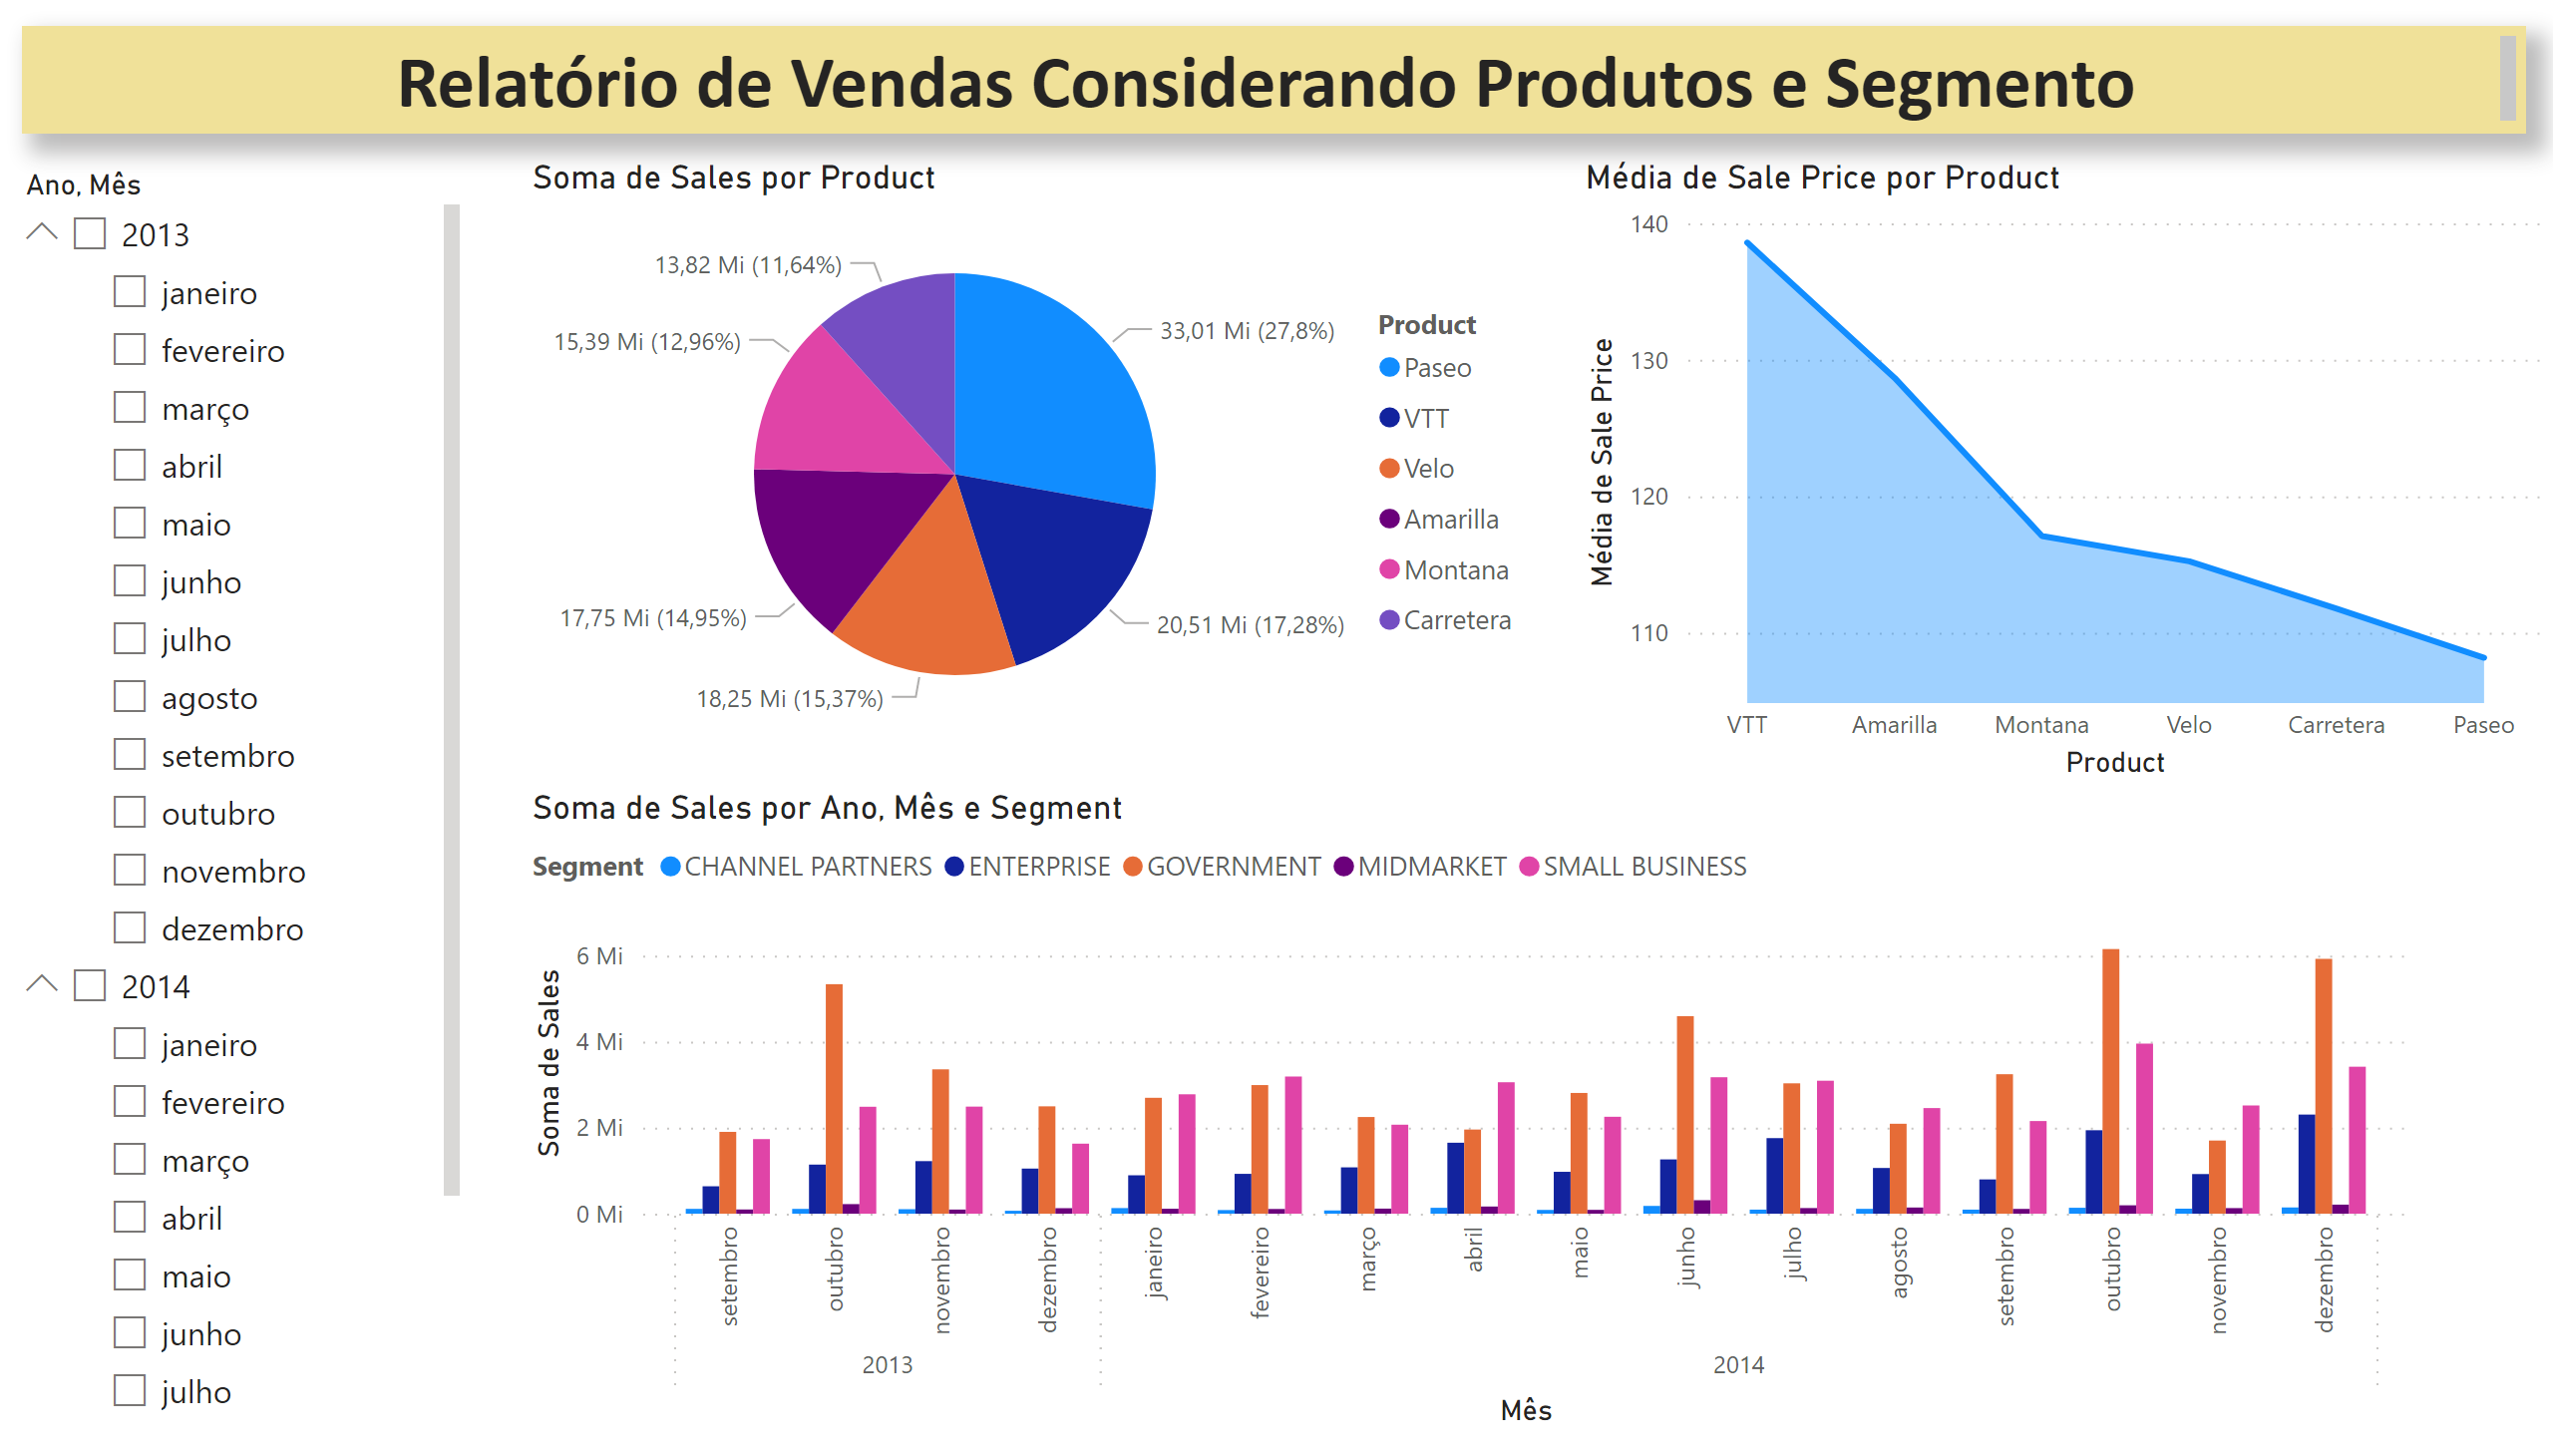 Relatório de Vendas Considerando Produtos e Segmento
Ano, Mês
2013
janeiro
fevereiro
março
abril
maio
junho
julho
agosto
setembro
outubro
novembro
dezembro
2014
janeiro
fevereiro
março
abril
maio
junho
julho
Soma de Sales por Product
13,82 Mi (11,64%)
33,01 Mi (27,8%)
15,39 Mi (12,96%)
17,75 Mi (14,95%)
20,51 Mi (17,28%)
18,25 Mi (15,37%)
Product
Paseo
VTT
Velo
Amarilla
Montana
Carretera
Média de Sale Price por Product
Média de Sale Price
140
130
120
110
VTT Amarilla Montana Velo Carretera Paseo
Product
Soma de Sales por Ano, Mês e Segment
Segment CHANNEL PARTNERS ENTERPRISE GOVERNMENT MIDMARKET SMALL BUSINESS
Soma de Sales
6 Mi
4 Mi
2 Mi
0 Mi
setembro outubro novembro dezembro janeiro fevereiro março abril maio junho julho agosto setembro outubro novembro dezembro
2013 2014
Mês